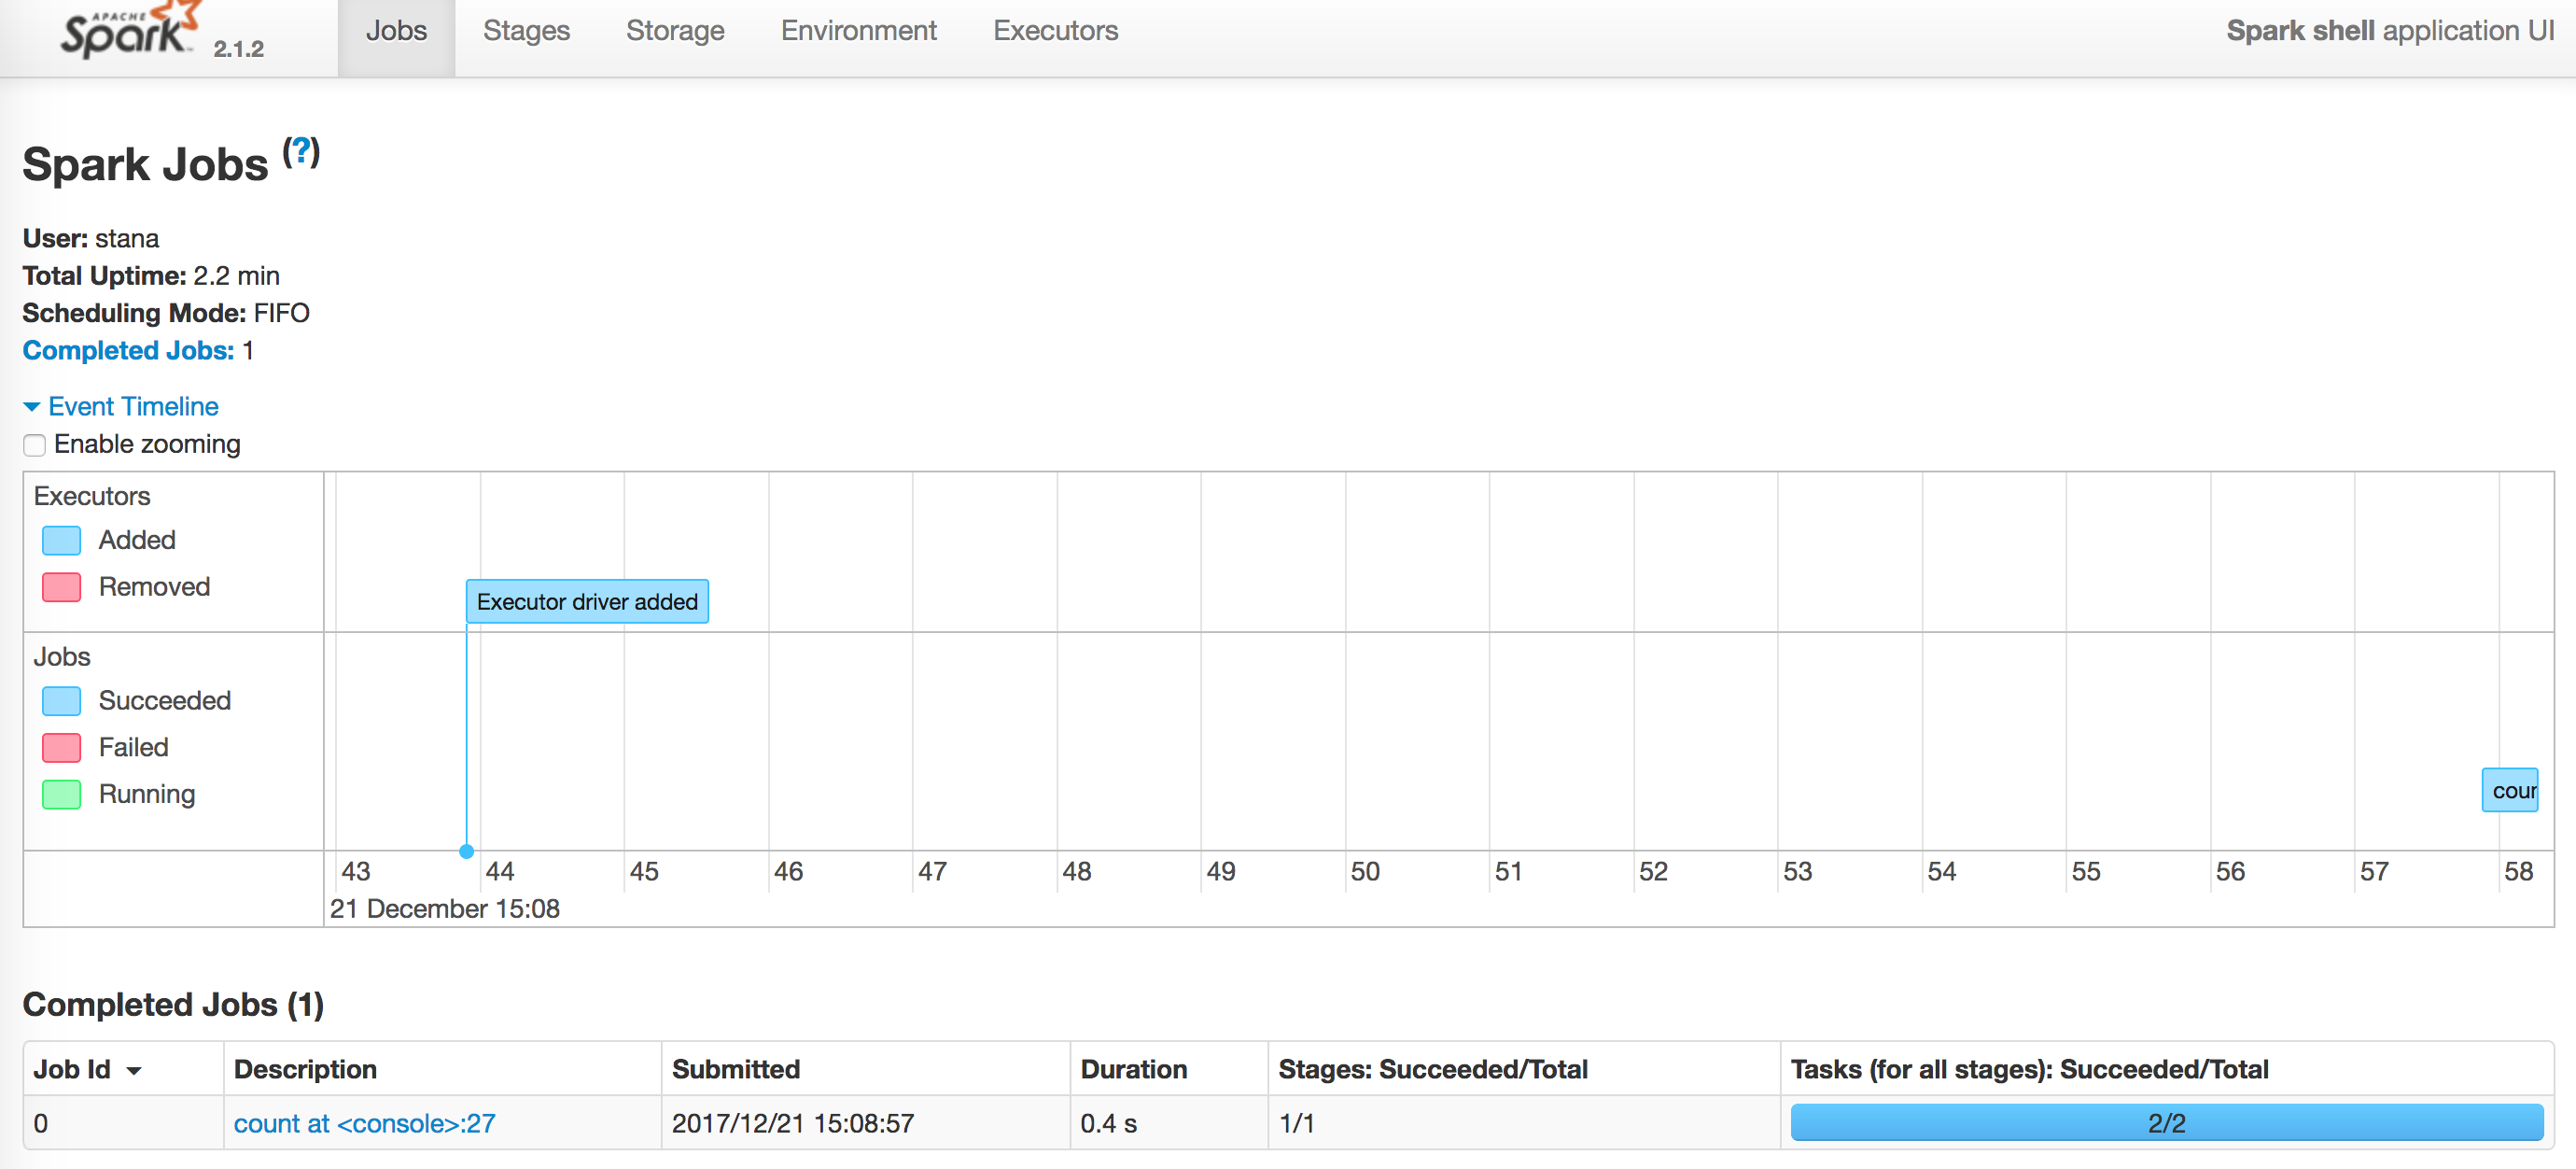 APACHE
Spark 2.1.2 Jobs Stages Storage Environment Executors Spark shell application UI
Spark Jobs (?)
User: stana
Total Uptime: 2.2 min
Scheduling Mode: FIFO
Completed Jobs: 1
Event Timeline
Enable zooming
Executors
Added
Removed
Executor driver added
Jobs
Succeeded
Failed
Running
cour
43 44 45 46 47 48 49 50 51 52 53 54 55 56 57 58
21 December 15:08
Completed Jobs (1)
Job Id Description Submitted Duration Stages: Succeeded/Total Tasks (for all stages): Succeeded/Total
0 count at <console>:27 2017/12/21 15:08:57 0.4 s 1/1 2/2